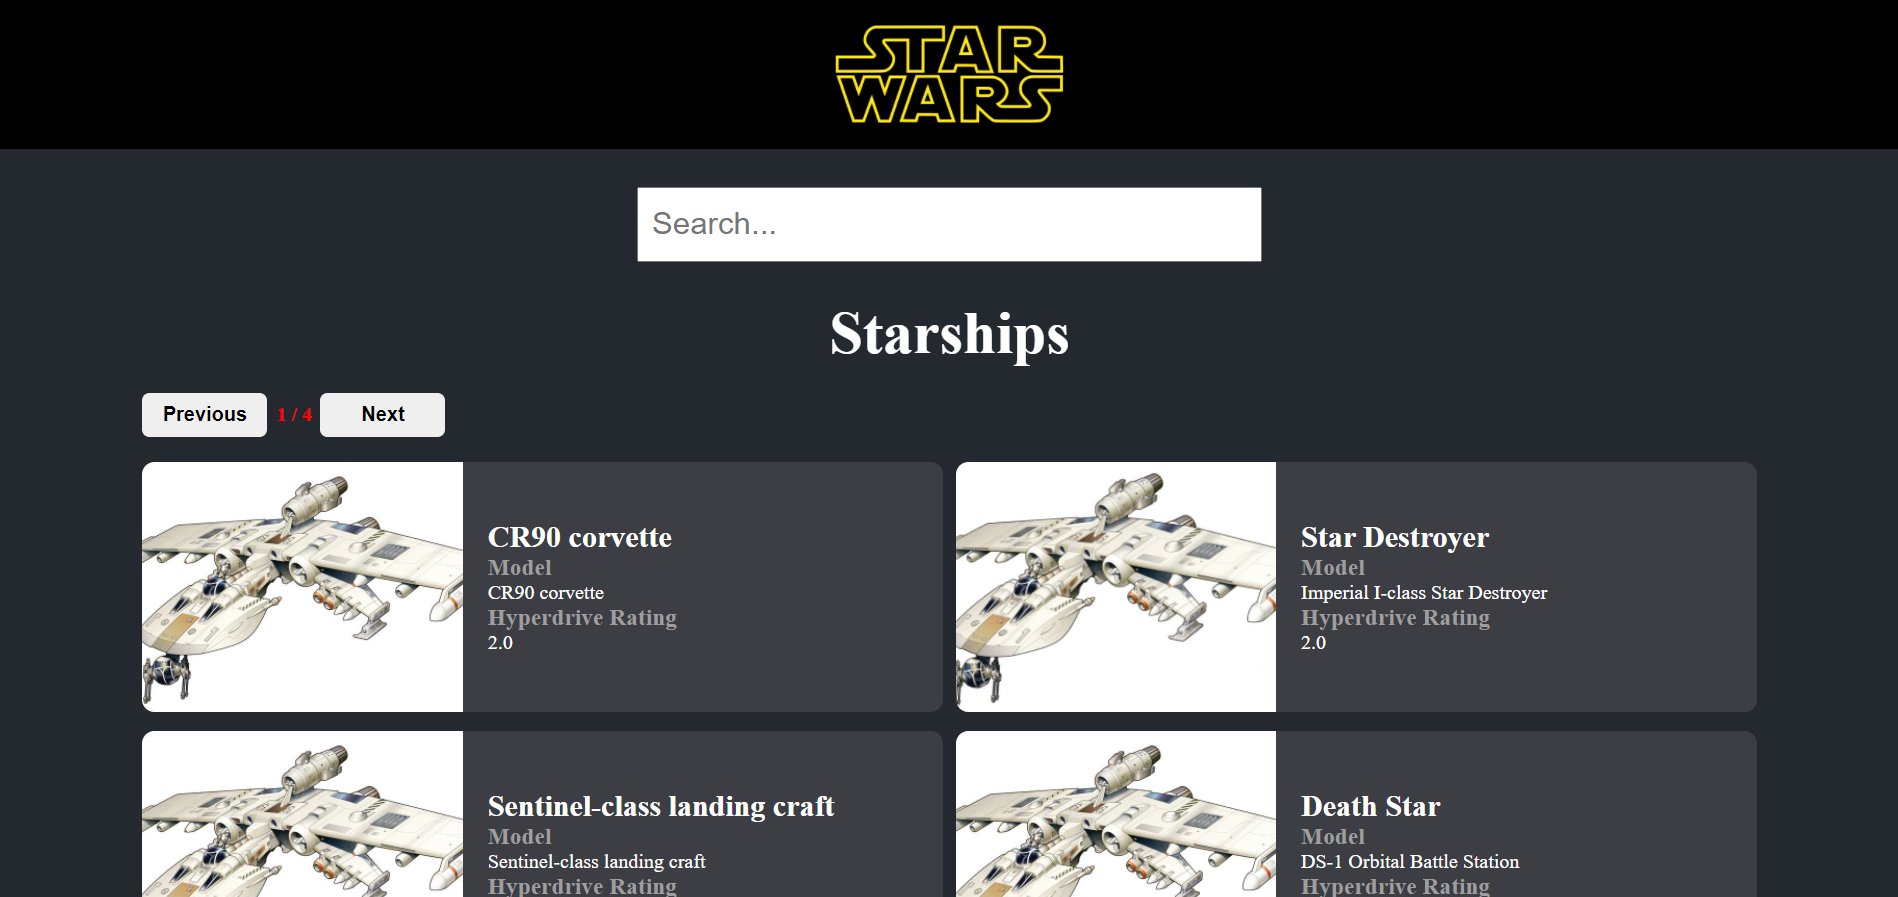 STAR
WARS
Search...
Starships
Previous 1 / 4 Next
CR90 corvette
Model
CR90 corvette
Hyperdrive Rating
2.0
Star Destroyer
Model
Imperial I-class Star Destroyer
Hyperdrive Rating
2.0
Sentinel-class landing craft
Model
Sentinel-class landing craft
Hyperdrive Rating
Death Star
Model
DS-1 Orbital Battle Station
Hyperdrive Rating